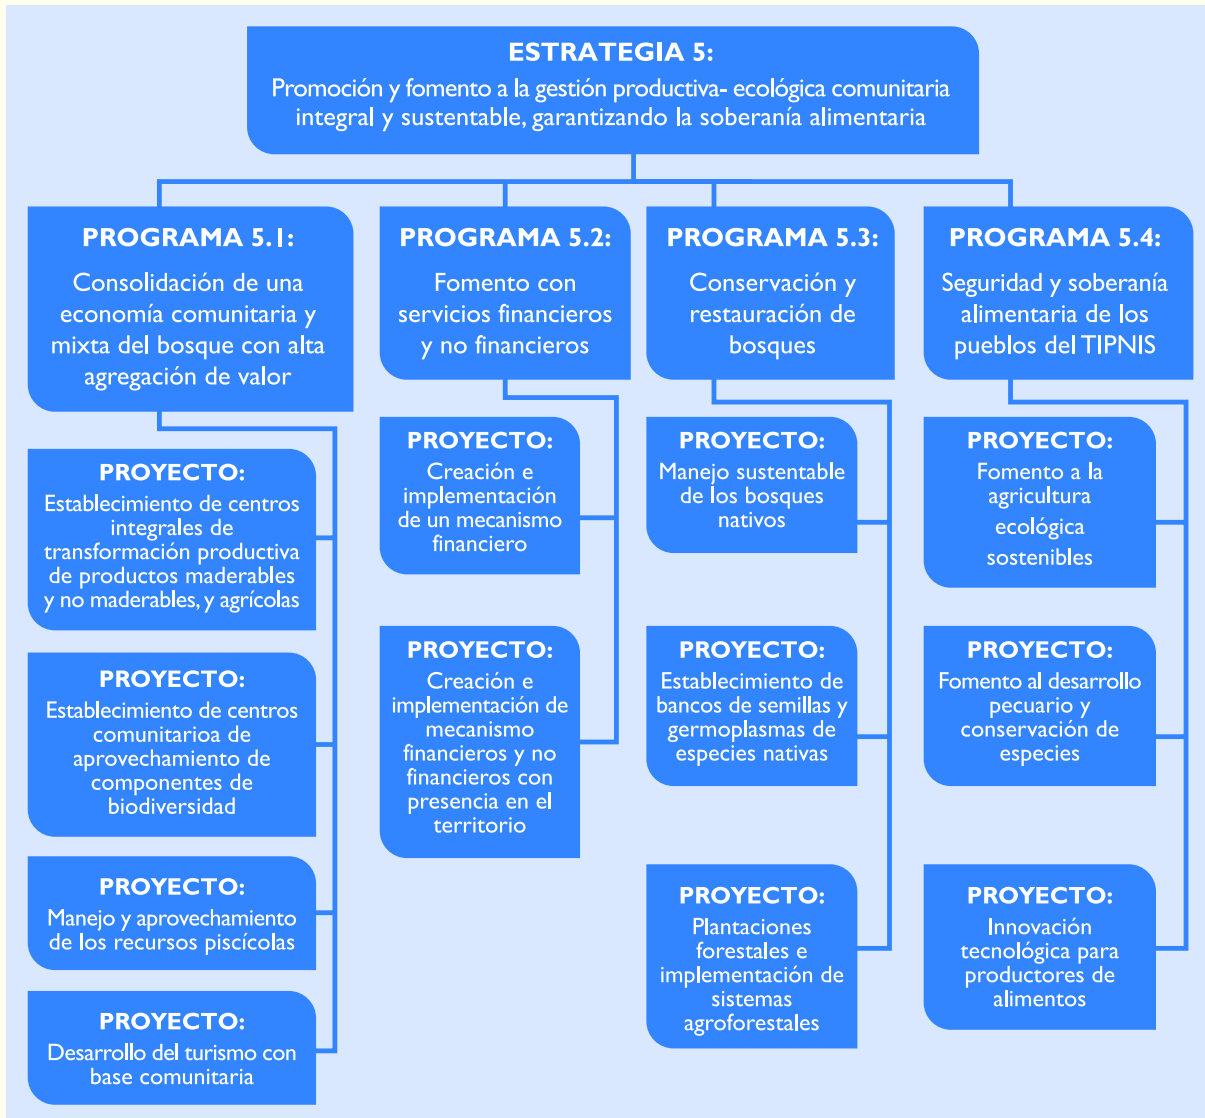 ESTRATEGIA 5:
Promoción y fomento a la gestión productiva- ecológica comunitaria
integral y sustentable, garantizando la soberanía alimentaria
PROGRAMA 5.1:
Consolidación de una
economía comunitaria y
mixta del bosque con alta
agregación de valor
PROYECTO:
Establecimiento de centros
integrales de
transformación productiva
de productos maderables
y no maderables, y agrícolas
PROYECTO:
Establecimiento de centros
comunitarioa de
aprovechamiento de
componentes de
biodiversidad
PROYECTO:
Manejo y aprovechamiento
de los recursos piscícolas
PROYECTO:
Desarrollo del turismo con
base comunitaria
PROGRAMA 5.2:
Fomento con
servicios financieros
y no financieros
PROYECTO:
Creación e
implementación
de un mecanismo
financiero
PROYECTO:
Creación e
implementación de
mecanismo
financieros y no
financieros con
presencia en el
territorio
PROGRAMA 5.3:
Conservación y
restauración de
bosques
PROYECTO:
Manejo sustentable
de los bosques
nativos
PROYECTO:
Establecimiento de
bancos de semillas y
germoplasmas de
especies nativas
PROYECTO:
Plantaciones
forestales e
implementación de
sistemas
agroforestales
PROGRAMA 5.4:
Seguridad y soberanía
alimentaria de los
pueblos del TIPNIS
PROYECTO:
Fomento a la
agricultura
ecológica
sostenibles
PROYECTO:
Fomento al desarrollo
pecuario y
conservación de
especies
PROYECTO:
Innovación
tecnológica para
productores de
alimentos